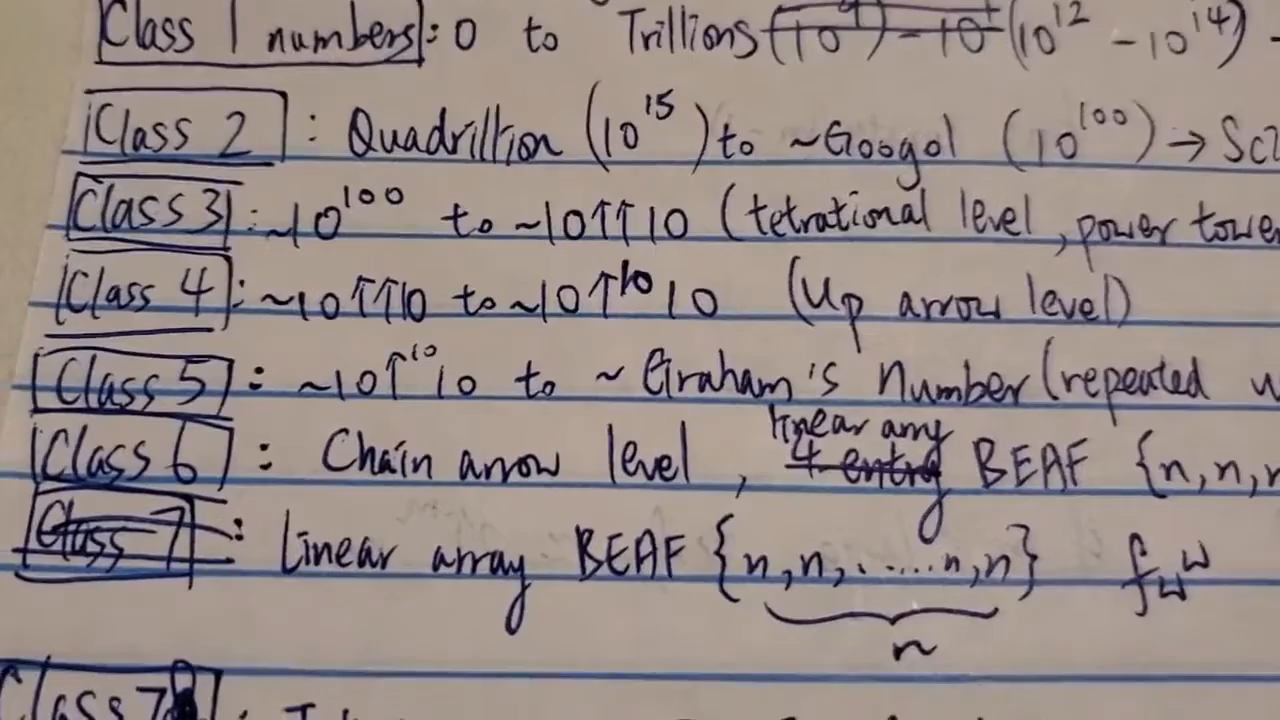 Class 1 numbers: 0 to Trillions (10^12 - 10^14) -
Class 2 : Quadrillion (10^15) to ~Googol (10^100) →
Class 3 : ~10^100 to ~10↑↑10 (tetrational level, power
Class 4 : ~10↑↑10 to ~10↑^10 10 (Up arrow level)
Class 5 : ~10↑^10 10 to ~ Graham's Number (repeated
Class 6 : Chain arrow level, linear array BEAF {n,n,
Class 7 : Linear array BEAF {n,n,.....n,n} f_ω^ω
n
Class 7 :